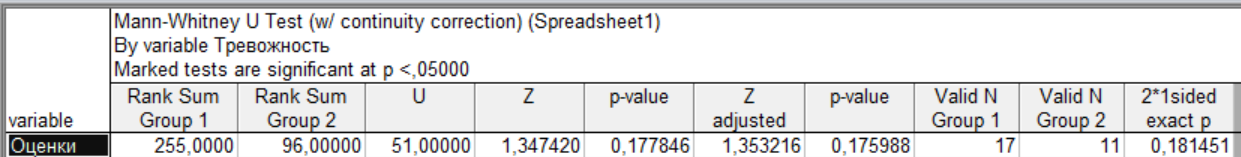 Mann-Whitney U Test (w/ continuity correction) (Spreadsheet1)
By variable Тревожность
Marked tests are significant at p <,05000
variable Rank Sum Group 1 Rank Sum Group 2 U Z p-value Z adjusted p-value Valid N Group 1 Valid N Group 2 2*1sided exact p
Оценки 255,0000 96,00000 51,00000 1,347420 0,177846 1,353216 0,175988 17 11 0,181451